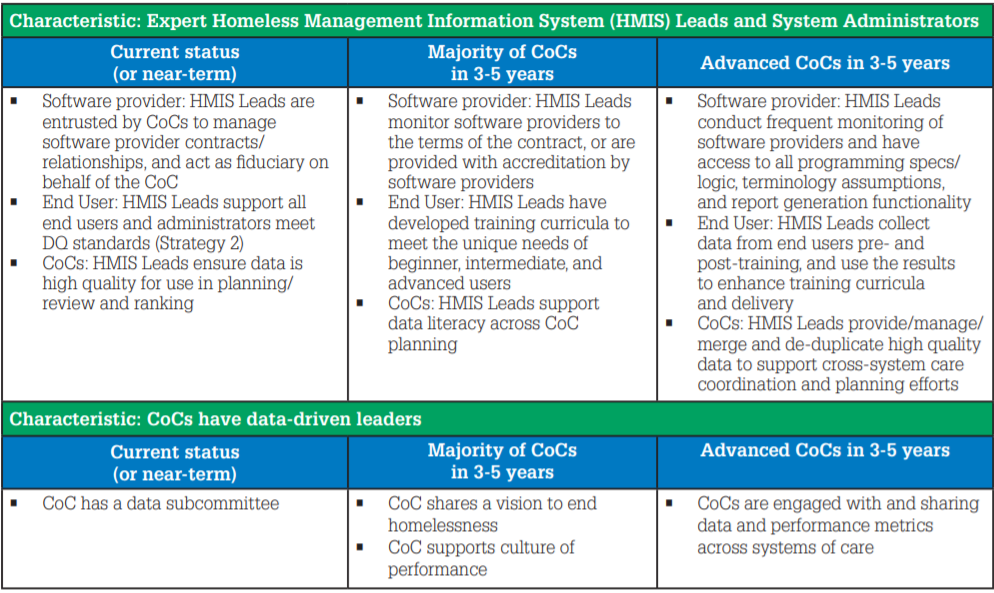 Characteristic: Expert Homeless Management Information System (HMIS) Leads and System Administrators
Current status
(or near-term)
Majority of CoCs
in 3-5 years
Advanced CoCs in 3-5 years
▪ Software provider: HMIS Leads are
entrusted by CoCs to manage
software provider contracts/
relationships, and act as fiduciary on
behalf of the CoC
▪ End User: HMIS Leads support all
end users and administrators meet
DQ standards (Strategy 2)
▪ CoCs: HMIS Leads ensure data is
high quality for use in planning/
review and ranking
▪ Software provider: HMIS Leads
monitor software providers to
the terms of the contract, or are
provided with accreditation by
software providers
▪ End User: HMIS Leads have
developed training curricula to
meet the unique needs of
beginner, intermediate, and
advanced users
▪ CoCs: HMIS Leads support
data literacy across CoC
planning
▪ Software provider: HMIS Leads
conduct frequent monitoring of
software providers and have
access to all programming specs/
logic, terminology assumptions,
and report generation functionality
▪ End User: HMIS Leads collect
data from end users pre- and
post-training, and use the results
to enhance training curricula
and delivery
▪ CoCs: HMIS Leads provide/manage/
merge and de-duplicate high quality
data to support cross-system care
coordination and planning efforts
Characteristic: CoCs have data-driven leaders
Current status
(or near-term)
Majority of CoCs
in 3-5 years
Advanced CoCs in 3-5 years
▪ CoC has a data subcommittee
▪ CoC shares a vision to end
homelessness
▪ CoC supports culture of
performance
▪ CoCs are engaged with and sharing
data and performance metrics
across systems of care